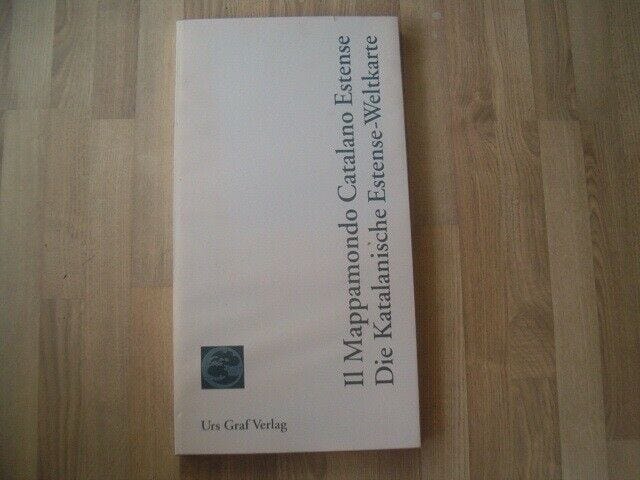 Il Mappamondo Catalano Estense
Die Katalanische Estense-Weltkarte
Urs Graf Verlag